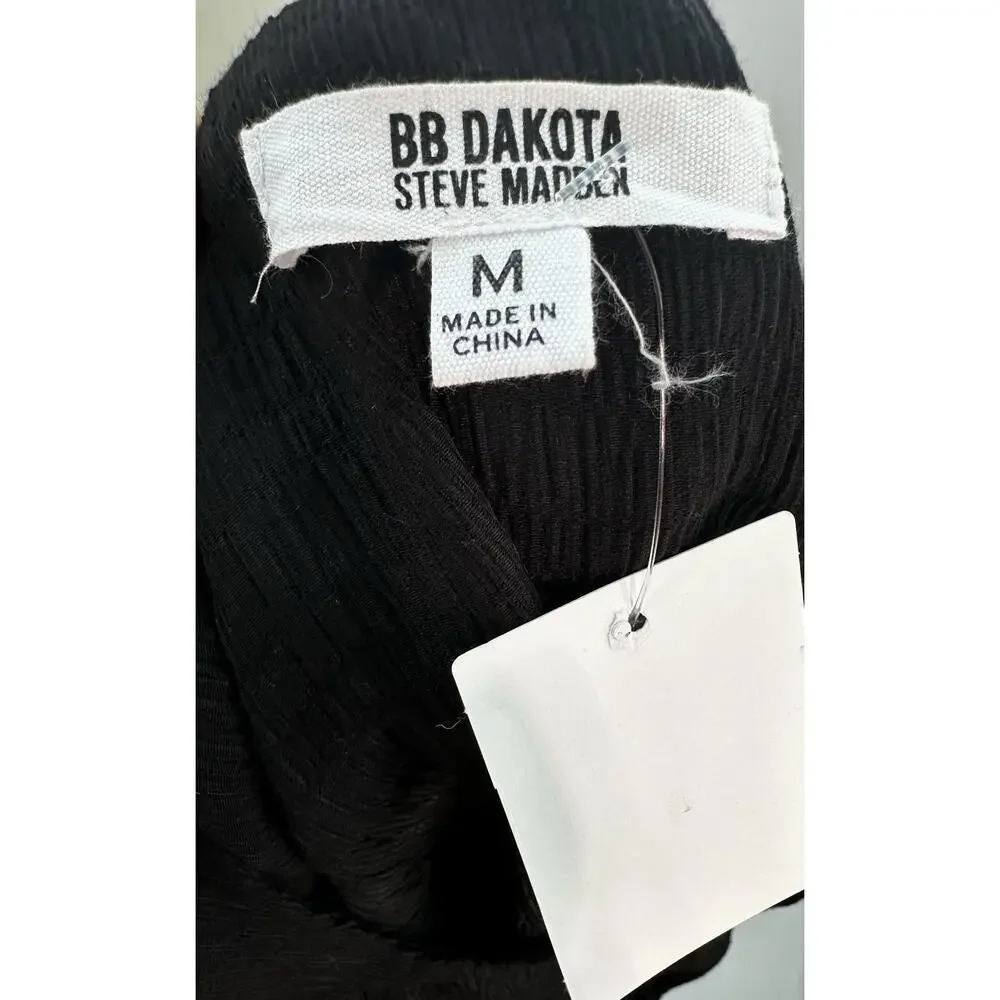 BB DAKOTA
STEVE MADDEN
M
MADE IN
CHINA